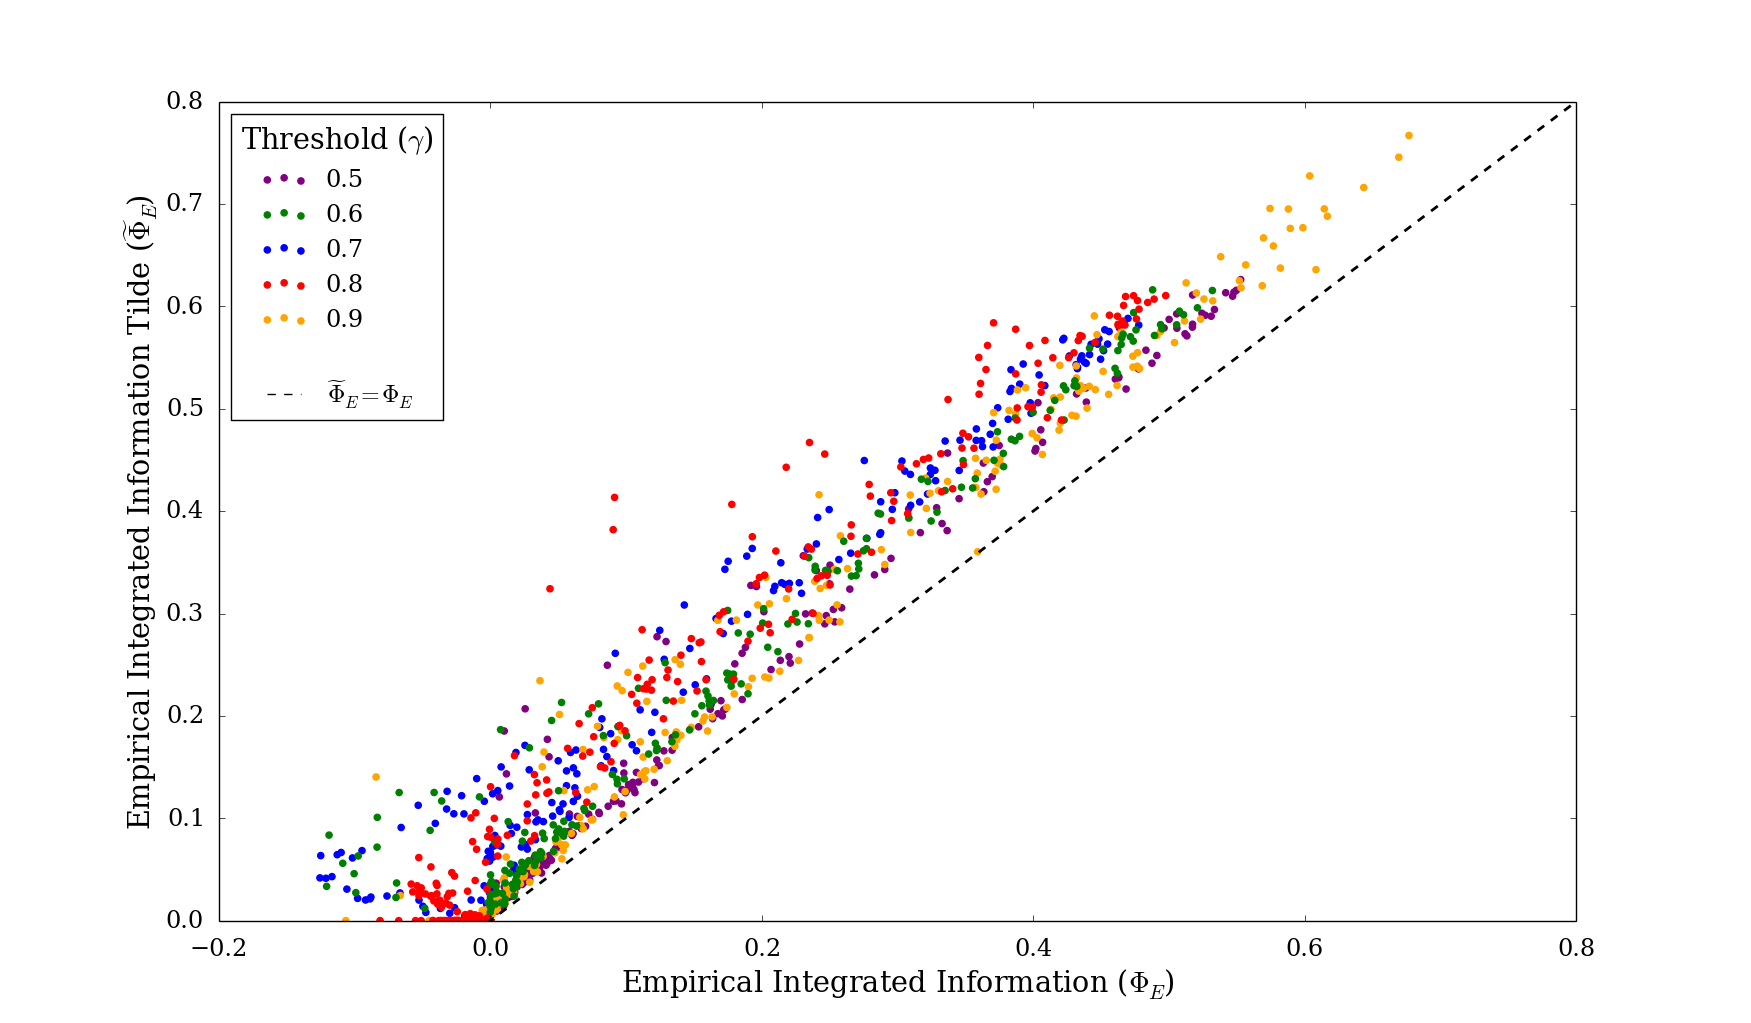 0.8
0.7
0.6
0.5
0.4
0.3
0.2
0.1
0.0
Empirical Integrated Information Tilde (Φ̃_E)
Threshold (γ)
0.5
0.6
0.7
0.8
0.9
Φ̃_E = Φ_E
−0.2 0.0 0.2 0.4 0.6 0.8
Empirical Integrated Information (Φ_E)